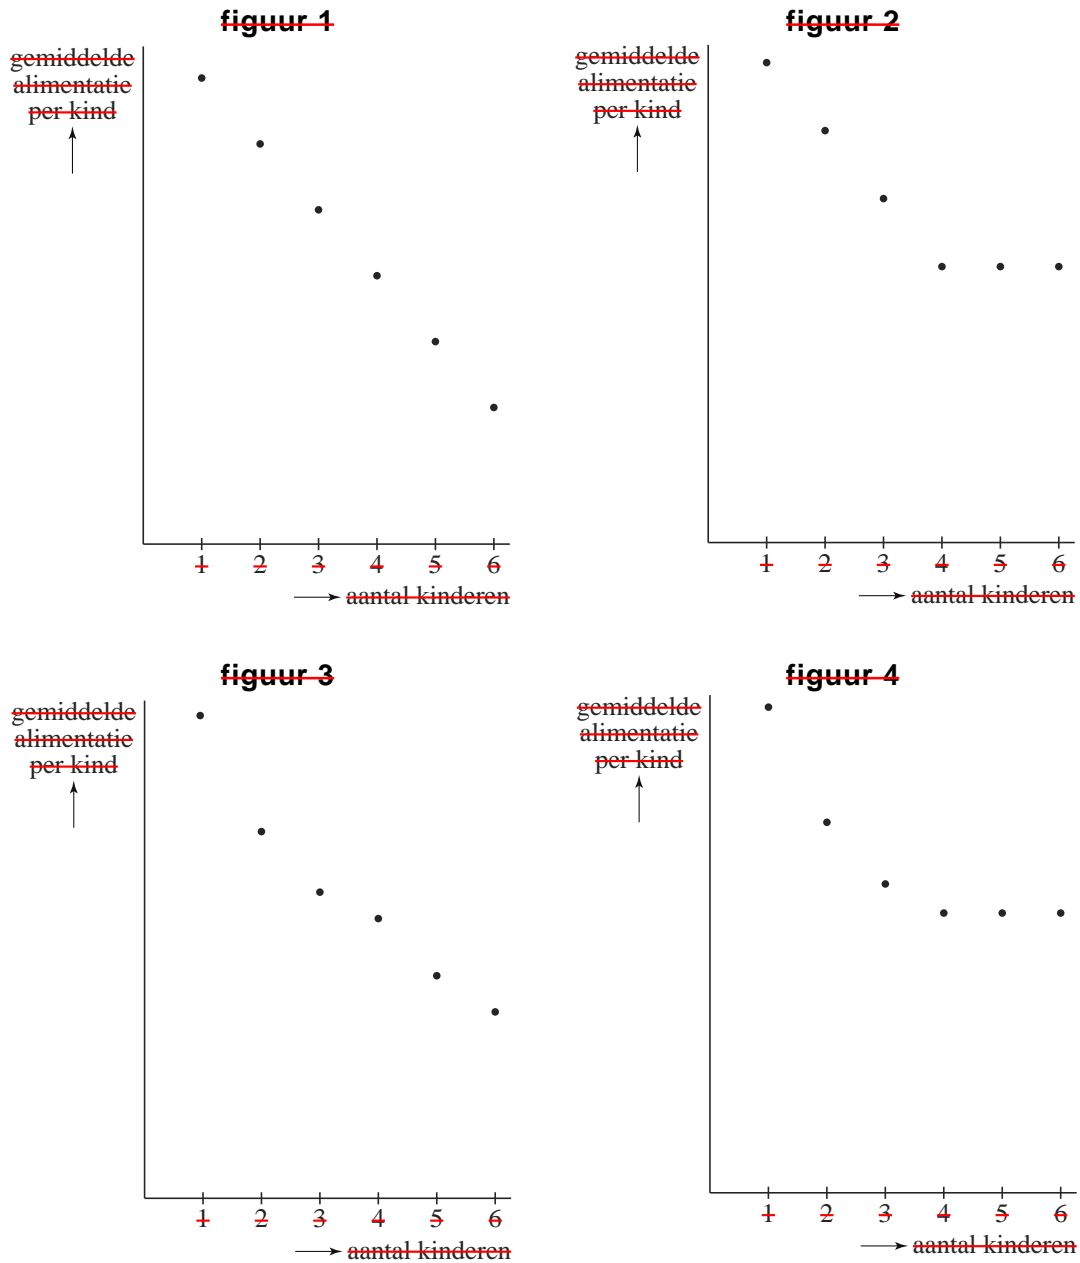 figuur 1
gemiddelde
alimentatie
per kind
1 2 3 4 5 6
aantal kinderen
figuur 2
gemiddelde
alimentatie
per kind
1 2 3 4 5 6
aantal kinderen
figuur 3
gemiddelde
alimentatie
per kind
1 2 3 4 5 6
aantal kinderen
figuur 4
gemiddelde
alimentatie
per kind
1 2 3 4 5 6
aantal kinderen